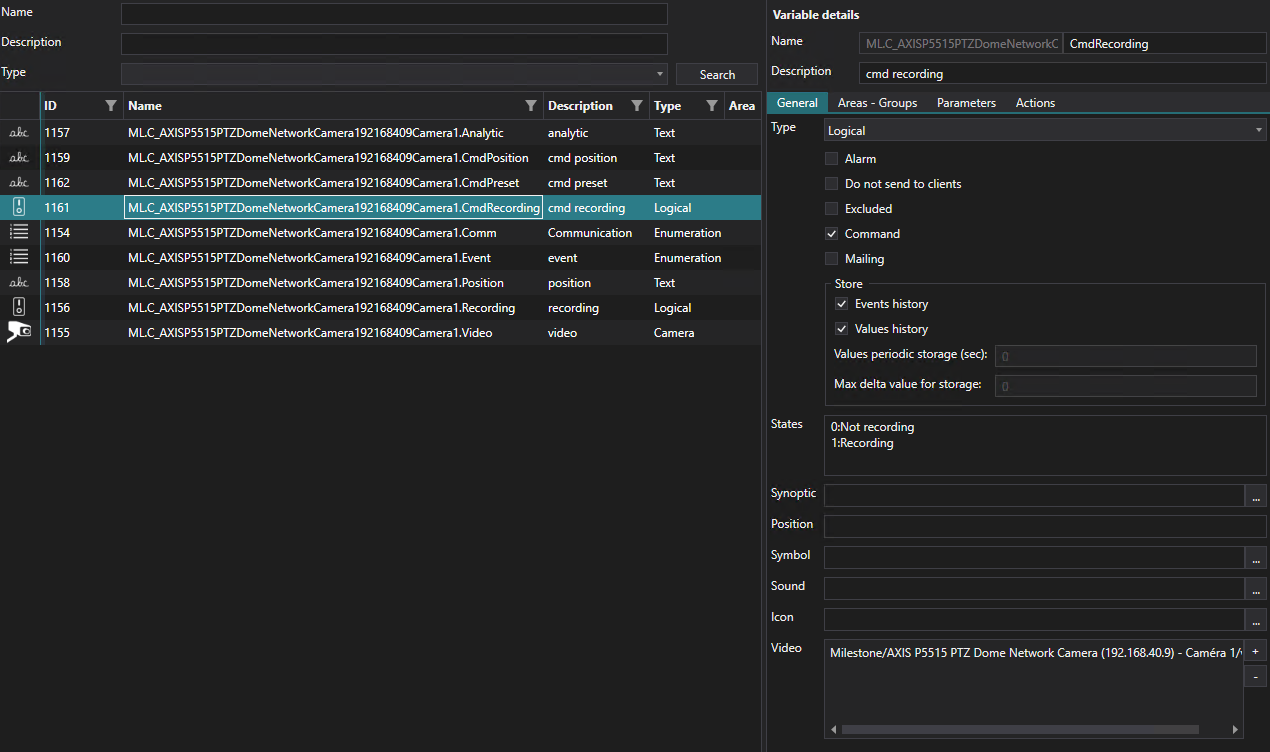 Name
Description
Type
Search
ID Name Description Type Area
abc 1157 MLC_AXISP5515PTZDomeNetworkCamera192168409Camera1.Analytic analytic Text
abc 1159 MLC_AXISP5515PTZDomeNetworkCamera192168409Camera1.CmdPosition cmd position Text
abc 1162 MLC_AXISP5515PTZDomeNetworkCamera192168409Camera1.CmdPreset cmd preset Text
1161 MLC_AXISP5515PTZDomeNetworkCamera192168409Camera1.CmdRecording cmd recording Logical
1154 MLC_AXISP5515PTZDomeNetworkCamera192168409Camera1.Comm Communication Enumeration
1160 MLC_AXISP5515PTZDomeNetworkCamera192168409Camera1.Event event Enumeration
abc 1158 MLC_AXISP5515PTZDomeNetworkCamera192168409Camera1.Position position Text
1156 MLC_AXISP5515PTZDomeNetworkCamera192168409Camera1.Recording recording Logical
1155 MLC_AXISP5515PTZDomeNetworkCamera192168409Camera1.Video video Camera
Variable details
Name MLC_AXISP5515PTZDomeNetworkC CmdRecording
Description cmd recording
General Areas - Groups Parameters Actions
Type Logical
Alarm
Do not send to clients
Excluded
Command
Mailing
Store
Events history
Values history
Values periodic storage (sec): 0
Max delta value for storage: 0
States 0:Not recording
1:Recording
Synoptic ...
Position
Symbol ...
Sound ...
Icon ...
Video Milestone/AXIS P5515 PTZ Dome Network Camera (192.168.40.9) - Caméra 1/ +
-